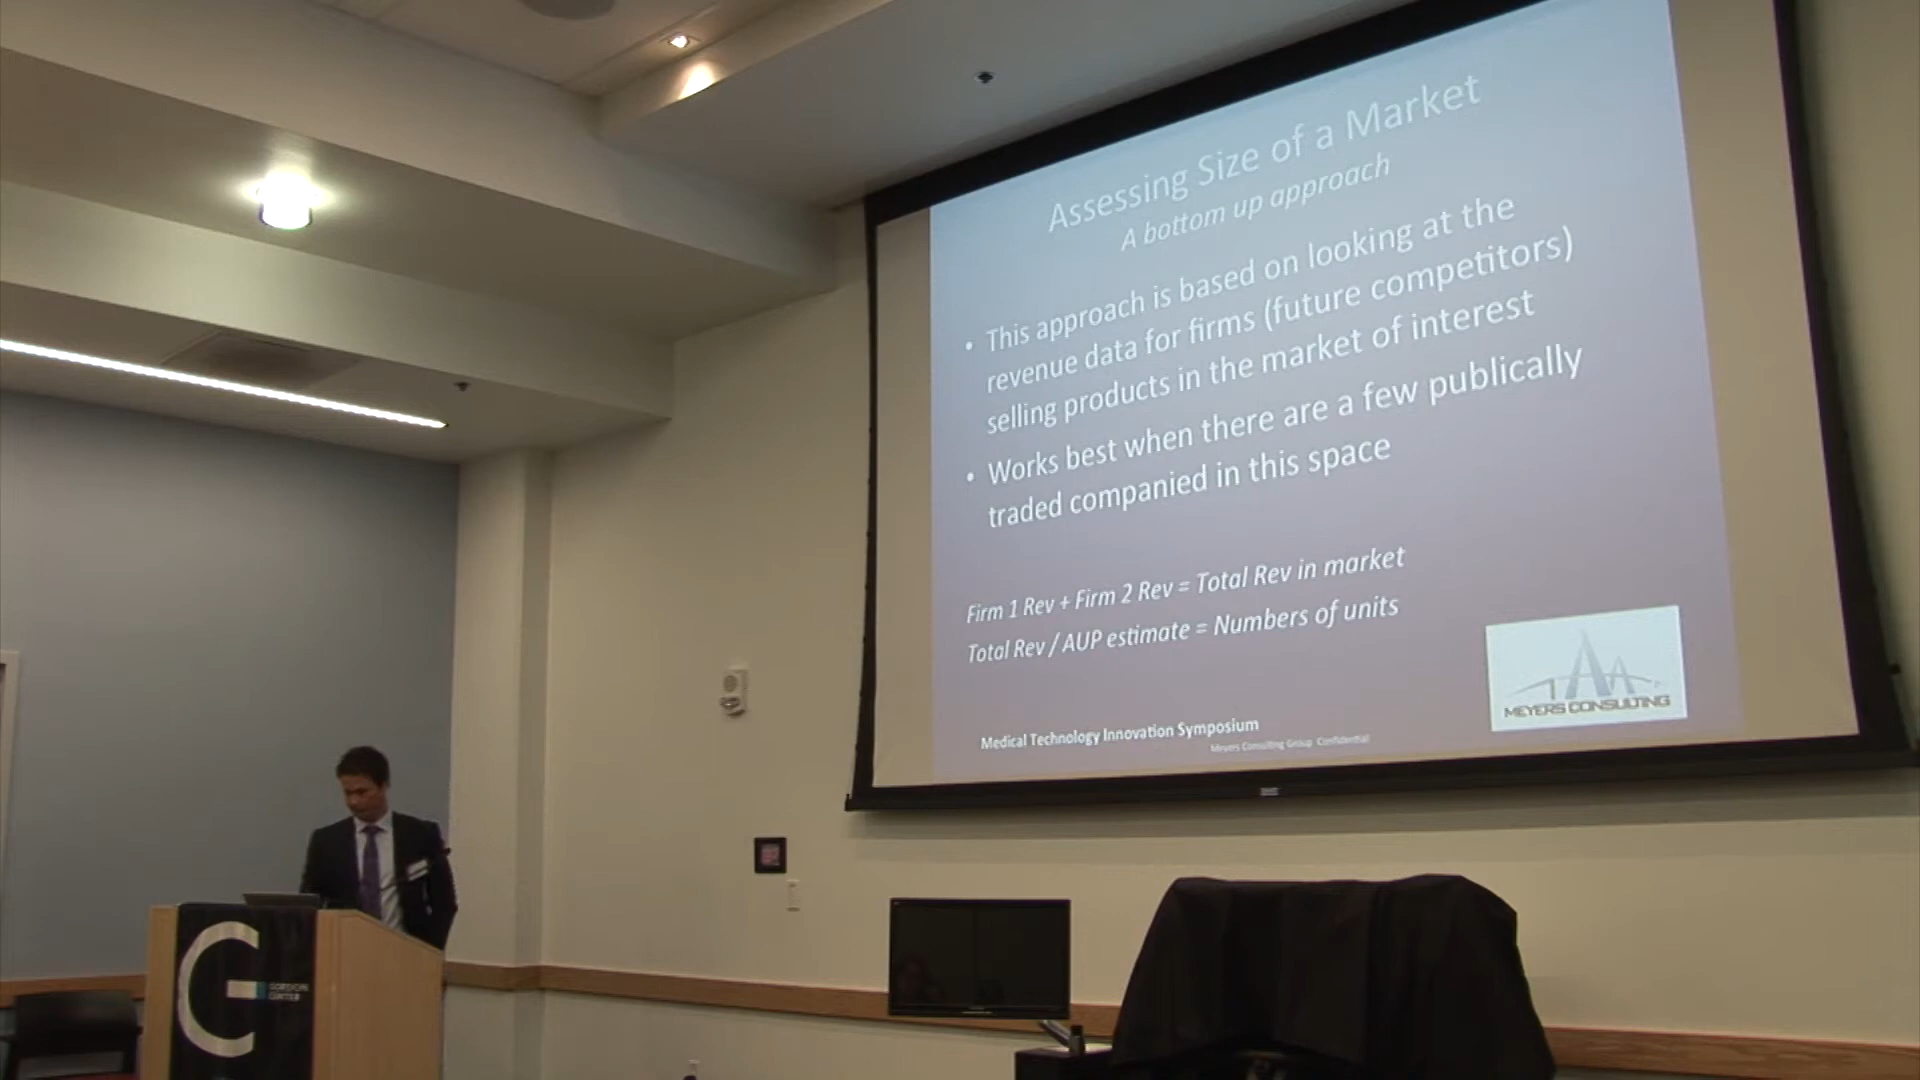 Assessing Size of a Market
A bottom up approach
• This approach is based on looking at the
revenue data for firms (future competitors)
selling products in the market of interest
• Works best when there are a few publically
traded companied in this space
Firm 1 Rev + Firm 2 Rev = Total Rev in market
Total Rev / AUP estimate = Numbers of units
MEYERS CONSULTING
Medical Technology Innovation Symposium
Meyers Consulting Group Confidential
G
GORDON
CENTER